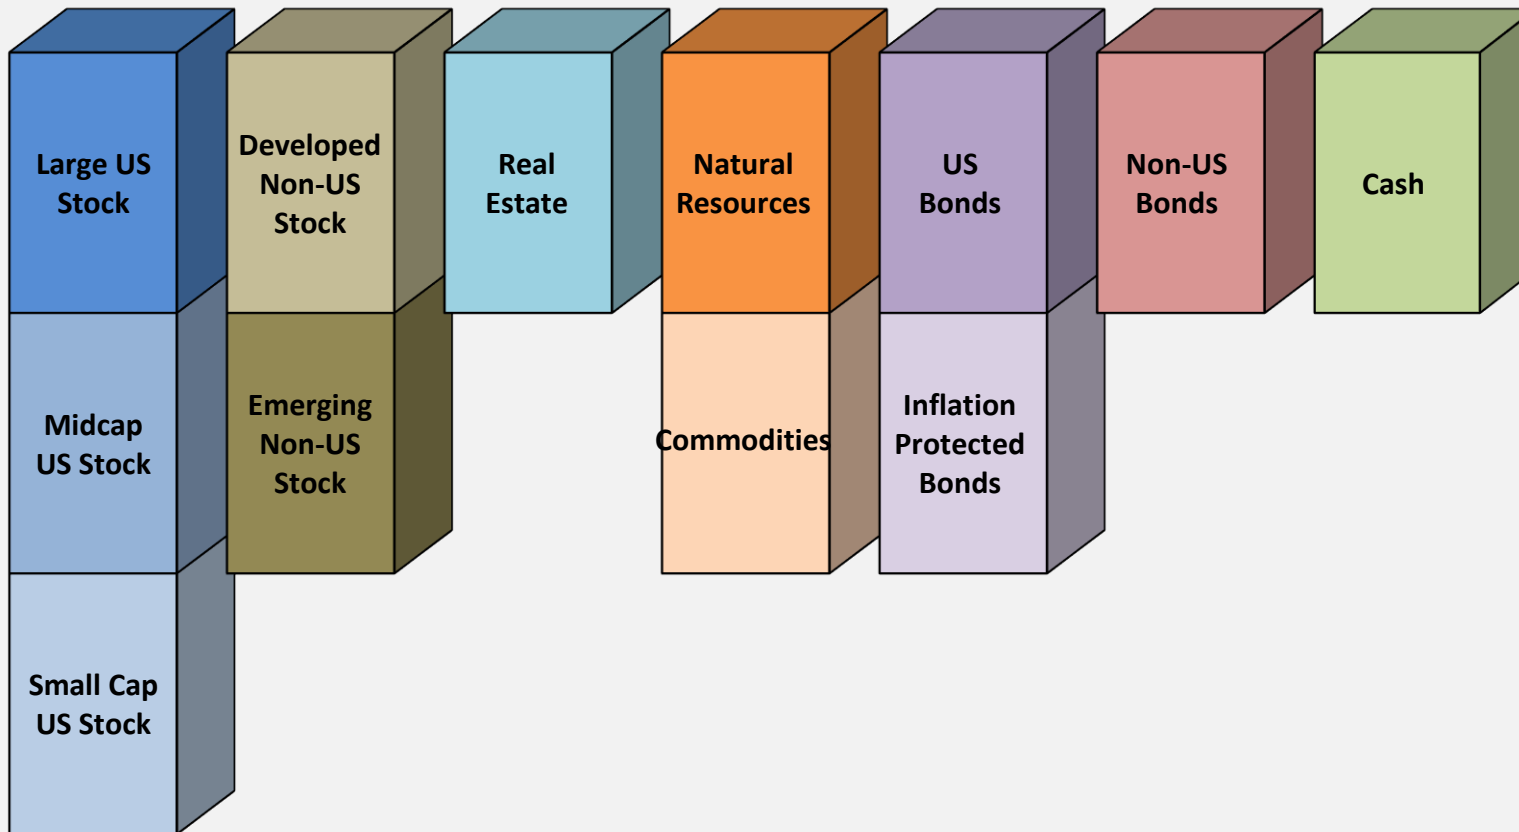 Large US
Stock
Developed
Non-US
Stock
Real
Estate
Natural
Resources
US
Bonds
Non-US
Bonds
Cash
Midcap
US Stock
Emerging
Non-US
Stock
Commodities
Inflation
Protected
Bonds
Small Cap
US Stock